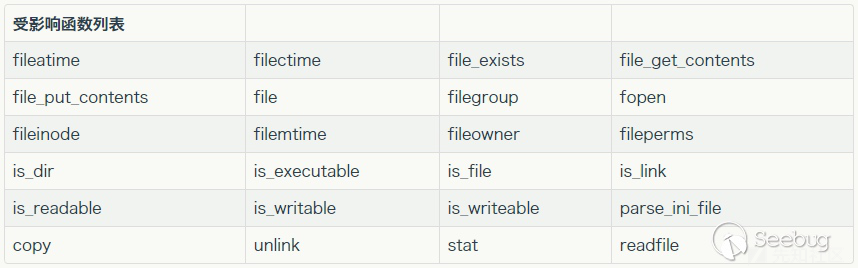 受影响函数列表
fileatime filectime file_exists file_get_contents
file_put_contents file filegroup fopen
fileinode filemtime fileowner fileperms
is_dir is_executable is_file is_link
is_readable is_writable is_writeable parse_ini_file
copy unlink stat readfile
Seebug